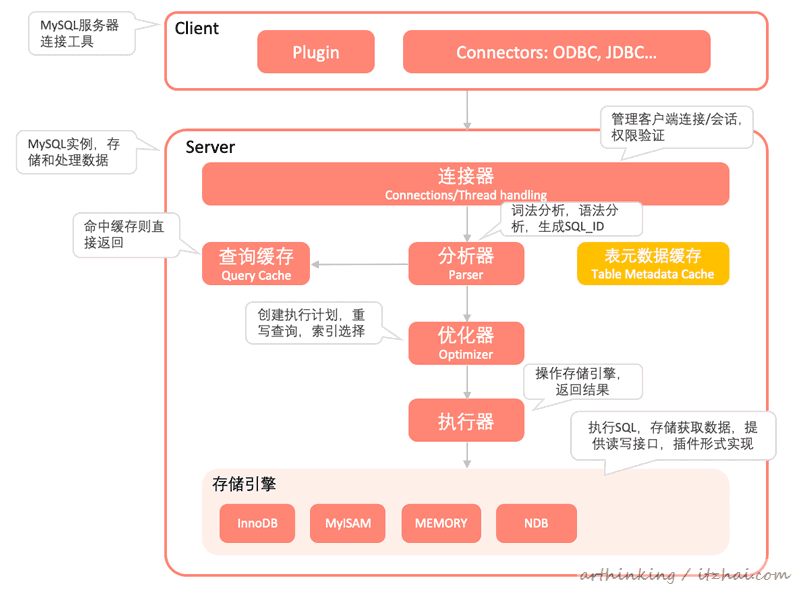 MySQL服务器
连接工具
Client
Plugin
Connectors: ODBC, JDBC...
管理客户端连接/会话，
权限验证
MySQL实例，存
储和处理数据
Server
连接器
Connections/Thread handling
词法分析，语法分
析，生成SQL_ID
命中缓存则直
接返回
查询缓存
Query Cache
分析器
Parser
表元数据缓存
Table Metadata Cache
创建执行计划，重
写查询，索引选择
优化器
Optimizer
操作存储引擎，
返回结果
执行器
执行SQL，存储获取数据，提
供读写接口，插件形式实现
存储引擎
InnoDB
MyISAM
MEMORY
NDB
arthinking / itzhai.com